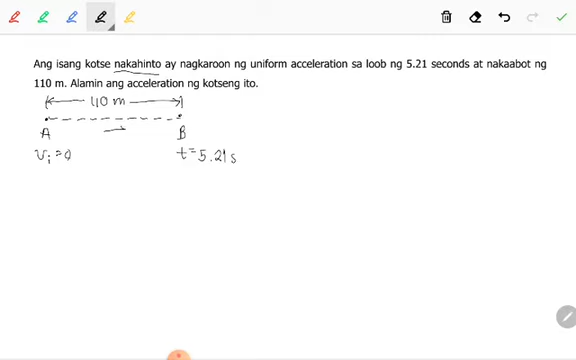 Ang isang kotse nakahinto ay nagkaroon ng uniform acceleration sa loob ng 5.21 seconds at nakaabot ng
110 m. Alamin ang acceleration ng kotseng ito.
110 m
A B
Vi=0 t=5.21 s